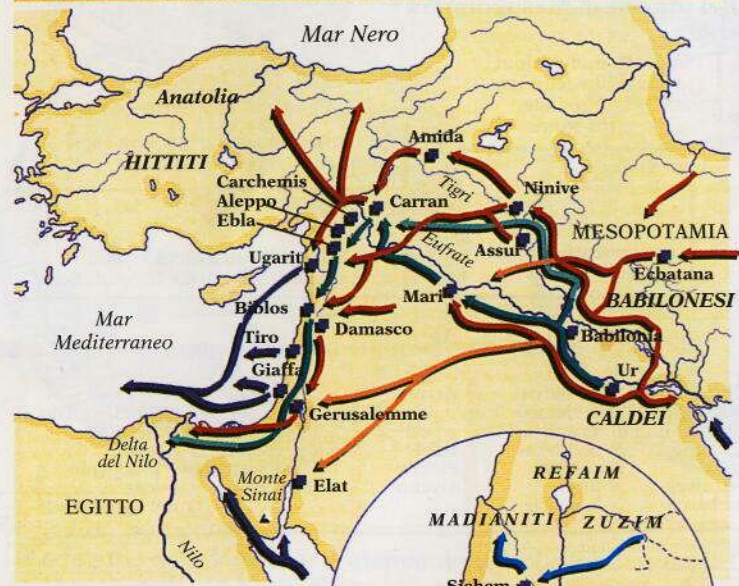 Mar Nero
Anatolia
HITTITI
Amida
Carchemis
Aleppo
Ebla
Carran
Tigri
Ninive
MESOPOTAMIA
Ugarit
Eufrate
Assur
Ecbatana
Mari
BABILONESI
Biblos
Mar
Mediterraneo
Damasco
Babilonia
Tiro
Giaffa
Ur
Gerusalemme
CALDEI
Delta
del Nilo
Monte
Sinai
Elat
EGITTO
Nilo
REFAIM
MADIANITI
ZUZIM
Sichem